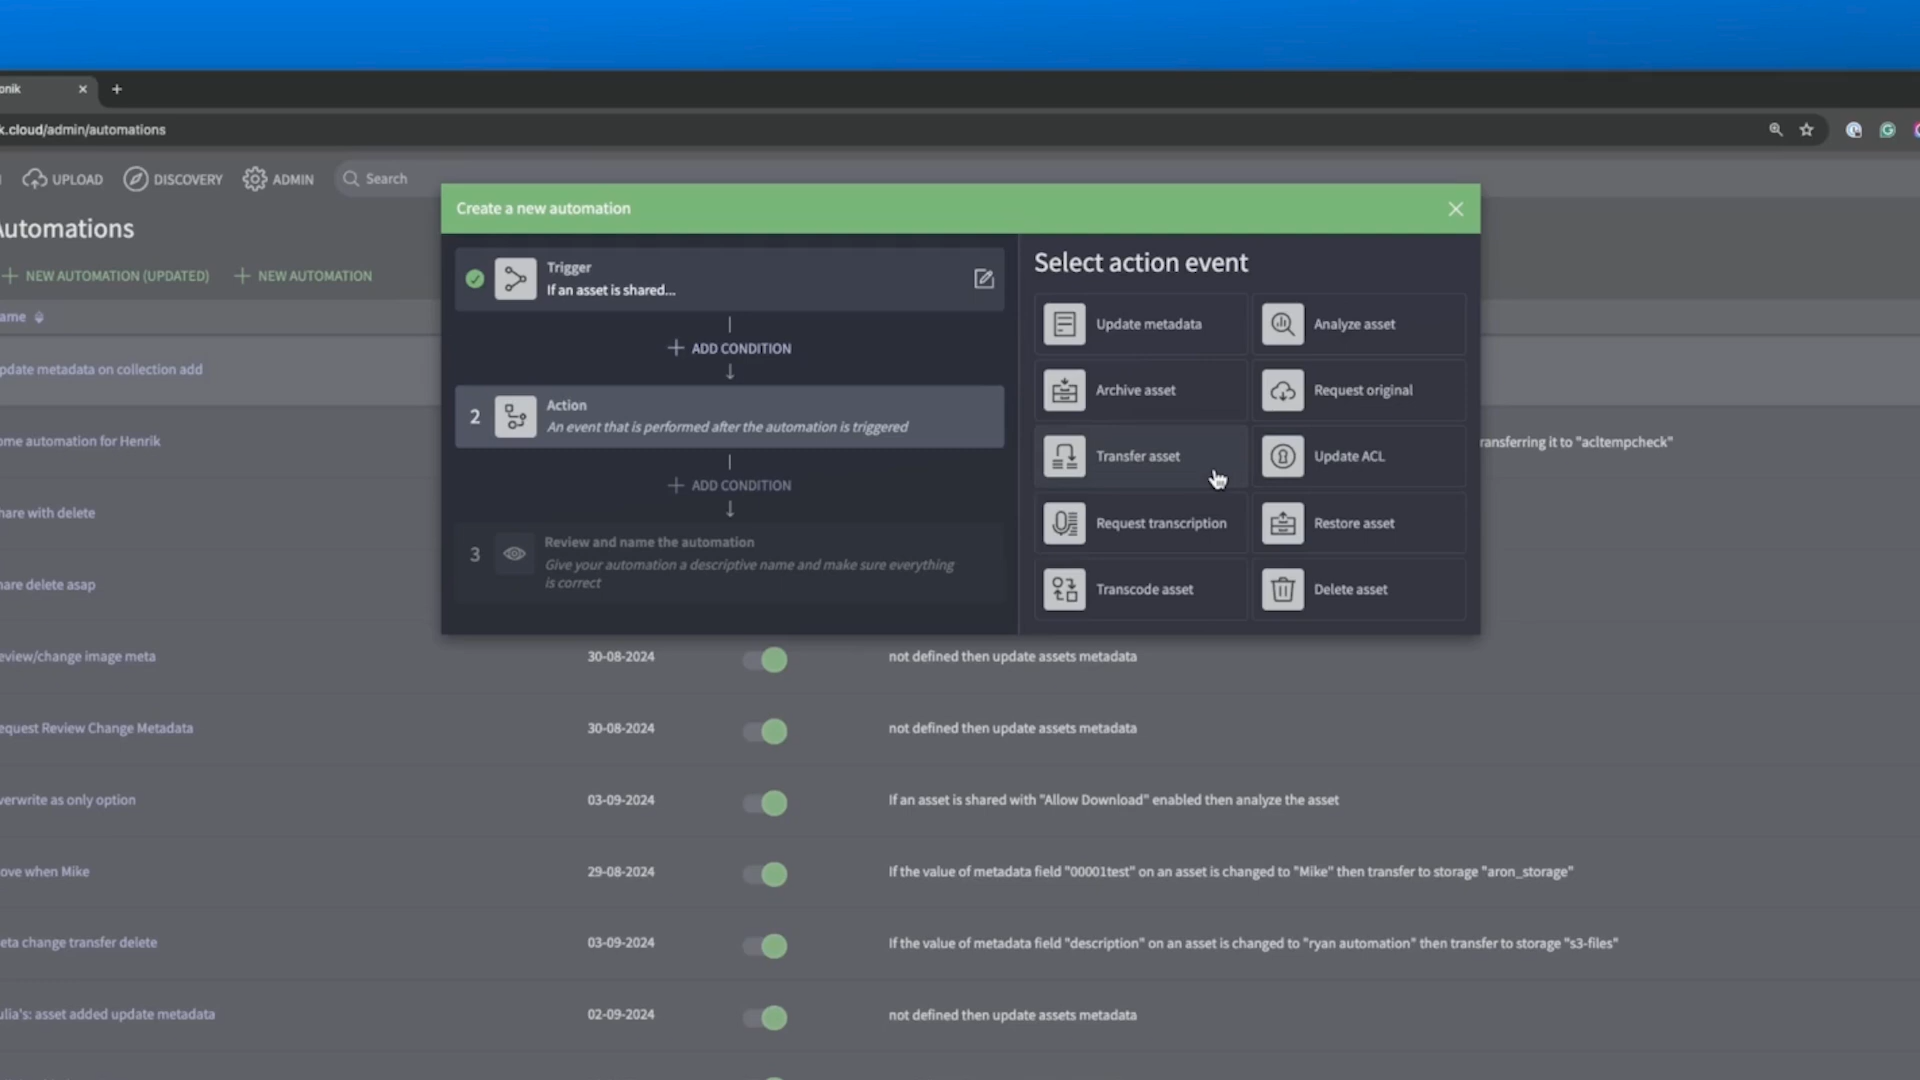 onik
k.cloud/admin/automations
UPLOAD
DISCOVERY
ADMIN
Search
Automations
NEW AUTOMATION (UPDATED)
NEW AUTOMATION
ame
pdate metadata on collection add
ome automation for Henrik
ransferring it to "acltempcheck"
hare with delete
hare delete asap
Create a new automation
Trigger
If an asset is shared...
ADD CONDITION
2
Action
An event that is performed after the automation is triggered
ADD CONDITION
3
Review and name the automation
Give your automation a descriptive name and make sure everything
is correct
Select action event
Update metadata
Analyze asset
Archive asset
Request original
Transfer asset
Update ACL
Request transcription
Restore asset
Transcode asset
Delete asset
eview/change image meta
30-08-2024
not defined then update assets metadata
equest Review Change Metadata
30-08-2024
not defined then update assets metadata
verwrite as only option
03-09-2024
If an asset is shared with "Allow Download" enabled then analyze the asset
ove when Mike
29-08-2024
If the value of metadata field "00001test" on an asset is changed to "Mike" then transfer to storage "aron_storage"
eta change transfer delete
03-09-2024
If the value of metadata field "description" on an asset is changed to "ryan automation" then transfer to storage "s3-files"
ulia's: asset added update metadata
02-09-2024
not defined then update assets metadata